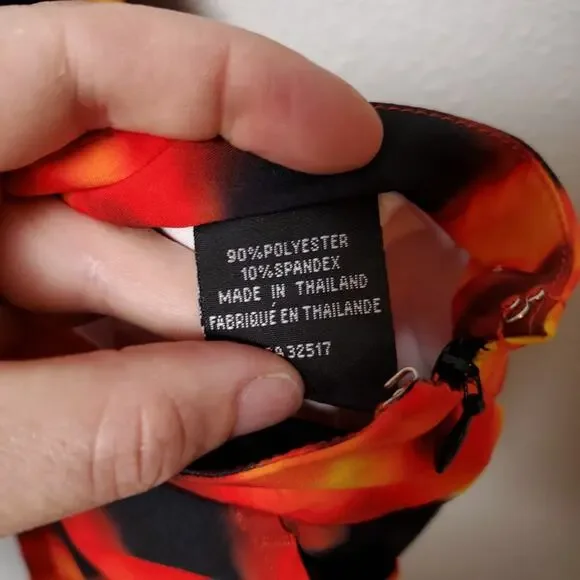 90%POLYESTER
10%SPANDEX
MADE IN THAILAND
FABRIQUÉ EN THAILANDE
32517